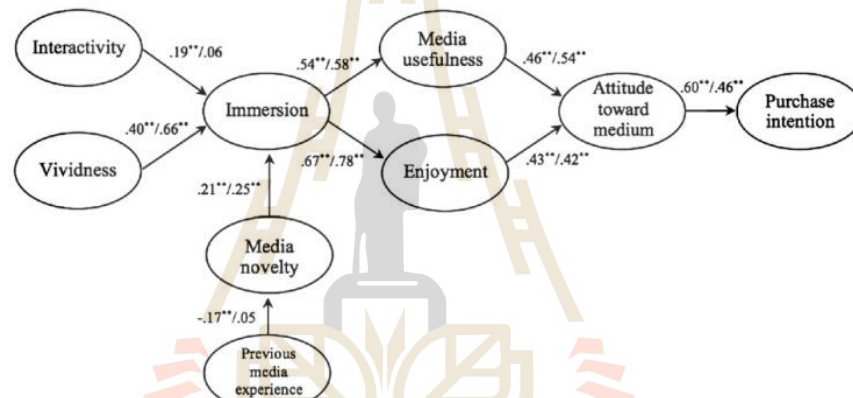 Interactivity
.19**/.06
Vividness
.40**/.66**
Immersion
.54**/.58**
.67**/.78**
Media
usefulness
Enjoyment
.46**/.54**
.43**/.42**
Attitude
toward
medium
.60**/.46**
Purchase
intention
.21**/.25**
Media
novelty
-.17**/.05
Previous
media
experience